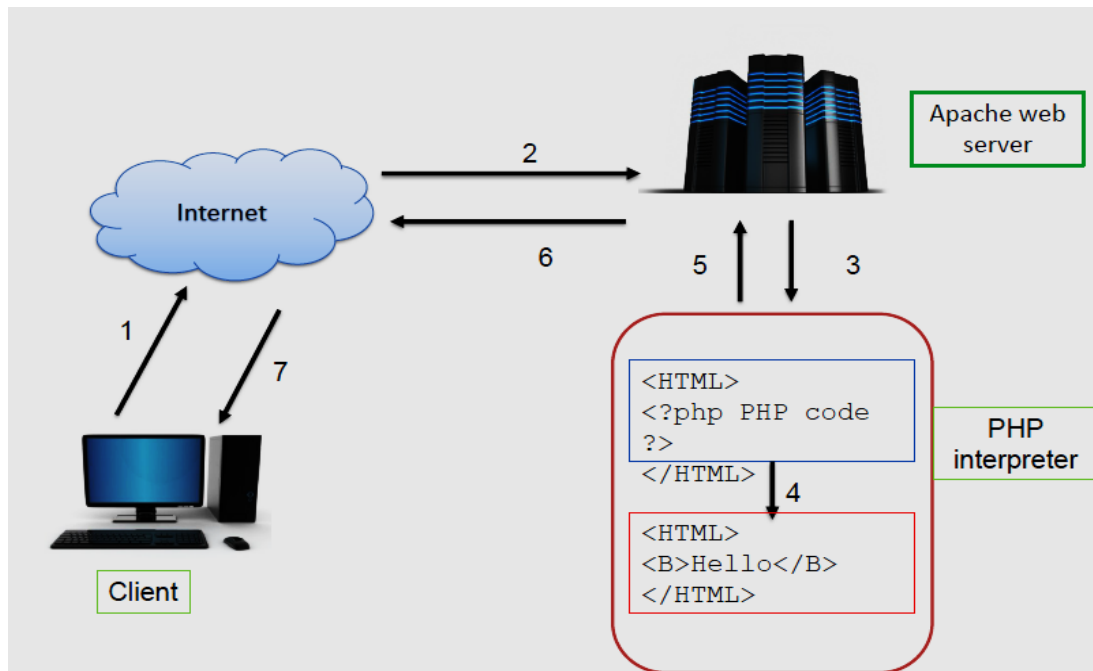 Apache web
server
2
Internet
6
5
3
1
7
<HTML>
<?php PHP code
?>
</HTML>
PHP
interpreter
4
<HTML>
<B>Hello</B>
</HTML>
Client